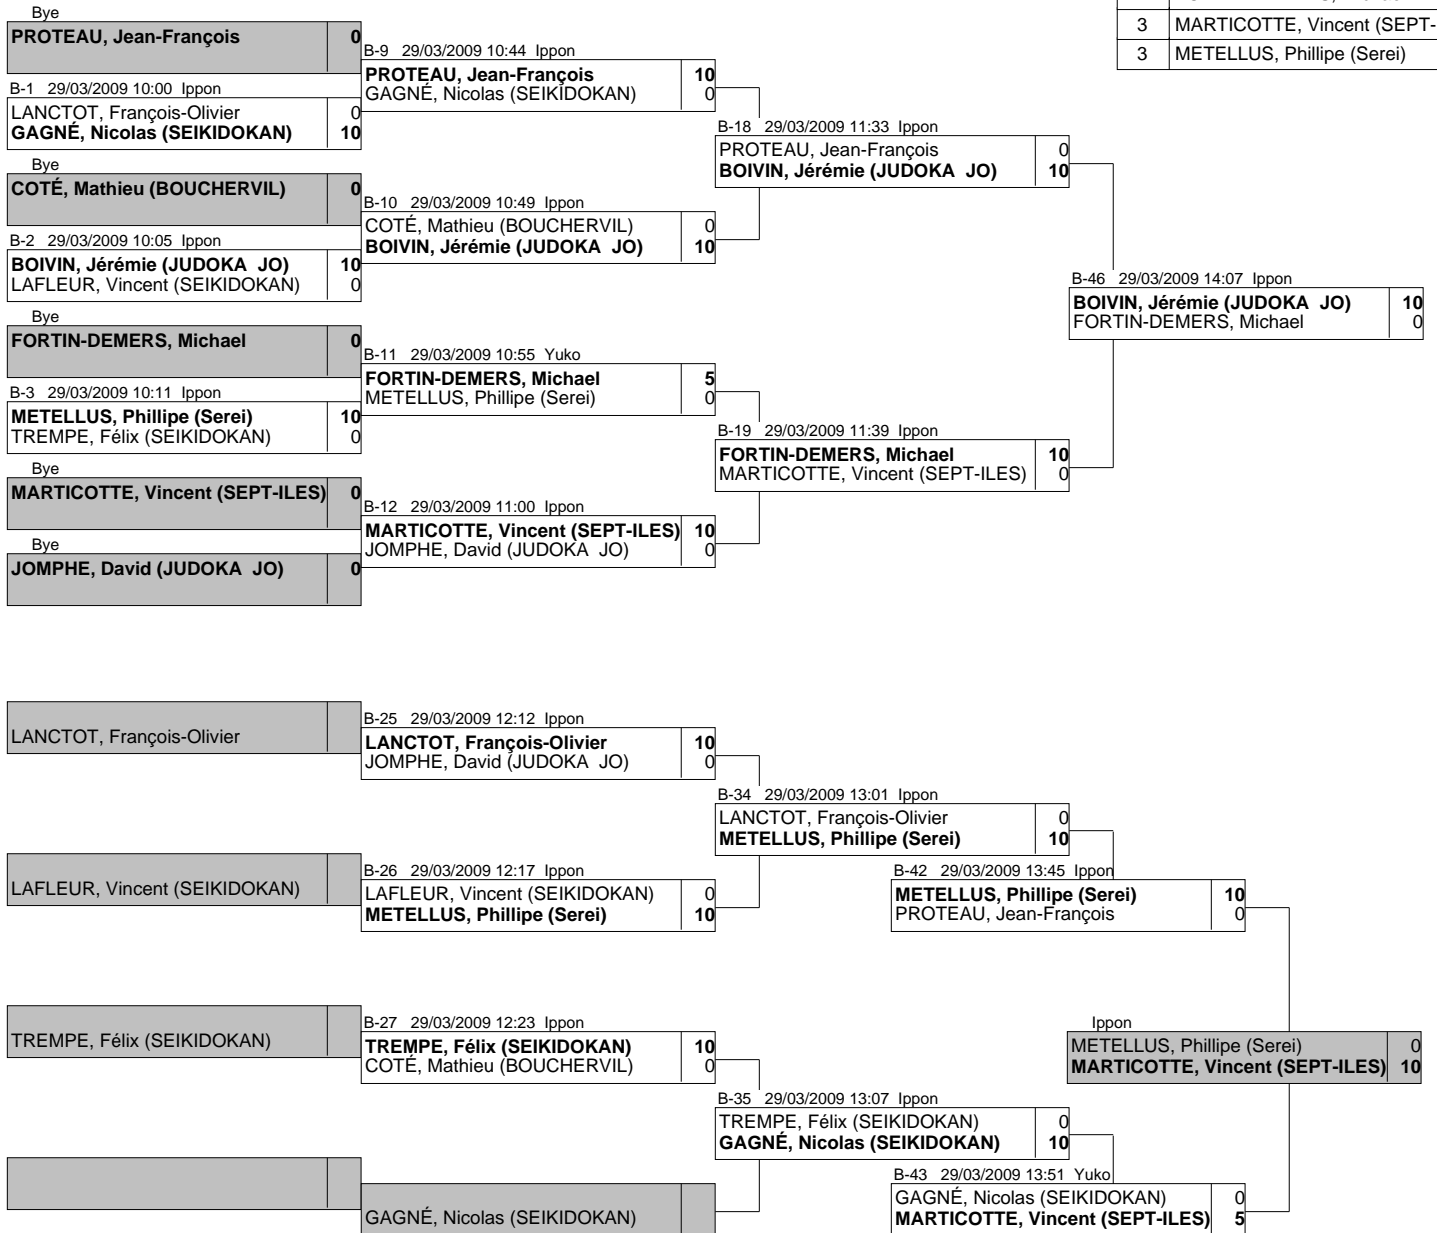 Bye
PROTEAU, Jean-François 0
B-1 29/03/2009 10:00 Ippon
LANCTOT, François-Olivier 0
GAGNÉ, Nicolas (SEIKIDOKAN) 10
Bye
COTÉ, Mathieu (BOUCHERVIL) 0
B-2 29/03/2009 10:05 Ippon
BOIVIN, Jérémie (JUDOKA JO) 10
LAFLEUR, Vincent (SEIKIDOKAN) 0
Bye
FORTIN-DEMERS, Michael 0
B-3 29/03/2009 10:11 Ippon
METELLUS, Phillipe (Serei) 10
TREMPE, Félix (SEIKIDOKAN) 0
Bye
MARTICOTTE, Vincent (SEPT-ILES) 0
Bye
JOMPHE, David (JUDOKA JO) 0
B-9 29/03/2009 10:44 Ippon
PROTEAU, Jean-François 10
GAGNÉ, Nicolas (SEIKIDOKAN) 0
B-10 29/03/2009 10:49 Ippon
COTÉ, Mathieu (BOUCHERVIL) 0
BOIVIN, Jérémie (JUDOKA JO) 10
B-11 29/03/2009 10:55 Yuko
FORTIN-DEMERS, Michael 5
METELLUS, Phillipe (Serei) 0
B-12 29/03/2009 11:00 Ippon
MARTICOTTE, Vincent (SEPT-ILES) 10
JOMPHE, David (JUDOKA JO) 0
B-18 29/03/2009 11:33 Ippon
PROTEAU, Jean-François 0
BOIVIN, Jérémie (JUDOKA JO) 10
B-19 29/03/2009 11:39 Ippon
FORTIN-DEMERS, Michael 10
MARTICOTTE, Vincent (SEPT-ILES) 0
3 MARTICOTTE, Vincent (SEPT-
3 METELLUS, Phillipe (Serei)
B-46 29/03/2009 14:07 Ippon
BOIVIN, Jérémie (JUDOKA JO) 10
FORTIN-DEMERS, Michael 0
LANCTOT, François-Olivier
LAFLEUR, Vincent (SEIKIDOKAN)
TREMPE, Félix (SEIKIDOKAN)
B-25 29/03/2009 12:12 Ippon
LANCTOT, François-Olivier 10
JOMPHE, David (JUDOKA JO) 0
B-26 29/03/2009 12:17 Ippon
LAFLEUR, Vincent (SEIKIDOKAN) 0
METELLUS, Phillipe (Serei) 10
B-27 29/03/2009 12:23 Ippon
TREMPE, Félix (SEIKIDOKAN) 10
COTÉ, Mathieu (BOUCHERVIL) 0
GAGNÉ, Nicolas (SEIKIDOKAN)
B-34 29/03/2009 13:01 Ippon
LANCTOT, François-Olivier 0
METELLUS, Phillipe (Serei) 10
B-35 29/03/2009 13:07 Ippon
TREMPE, Félix (SEIKIDOKAN) 0
GAGNÉ, Nicolas (SEIKIDOKAN) 10
B-42 29/03/2009 13:45 Ippon
METELLUS, Phillipe (Serei) 10
PROTEAU, Jean-François 0
B-43 29/03/2009 13:51 Yuko
GAGNÉ, Nicolas (SEIKIDOKAN) 0
MARTICOTTE, Vincent (SEPT-ILES) 5
Ippon
METELLUS, Phillipe (Serei) 0
MARTICOTTE, Vincent (SEPT-ILES) 10